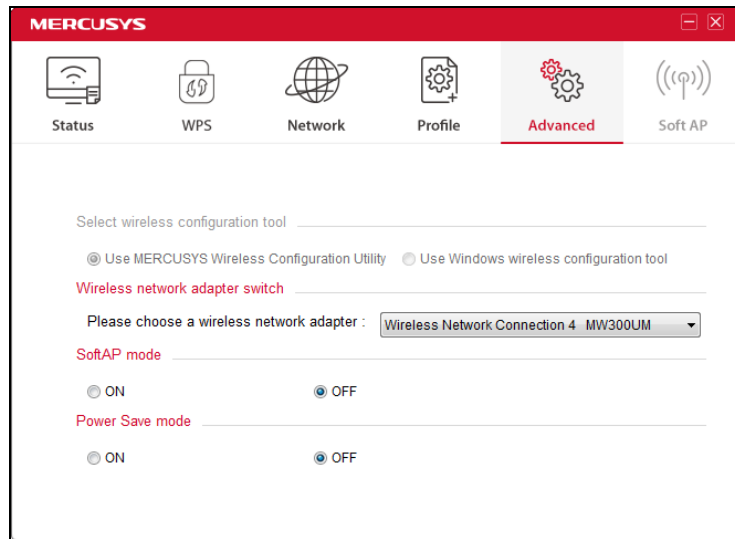 MERCUSYS
Status WPS Network Profile Advanced Soft AP
Select wireless configuration tool
Use MERCUSYS Wireless Configuration Utility Use Windows wireless configuration tool
Wireless network adapter switch
Please choose a wireless network adapter : Wireless Network Connection 4 MW300UM
SoftAP mode
ON OFF
Power Save mode
ON OFF